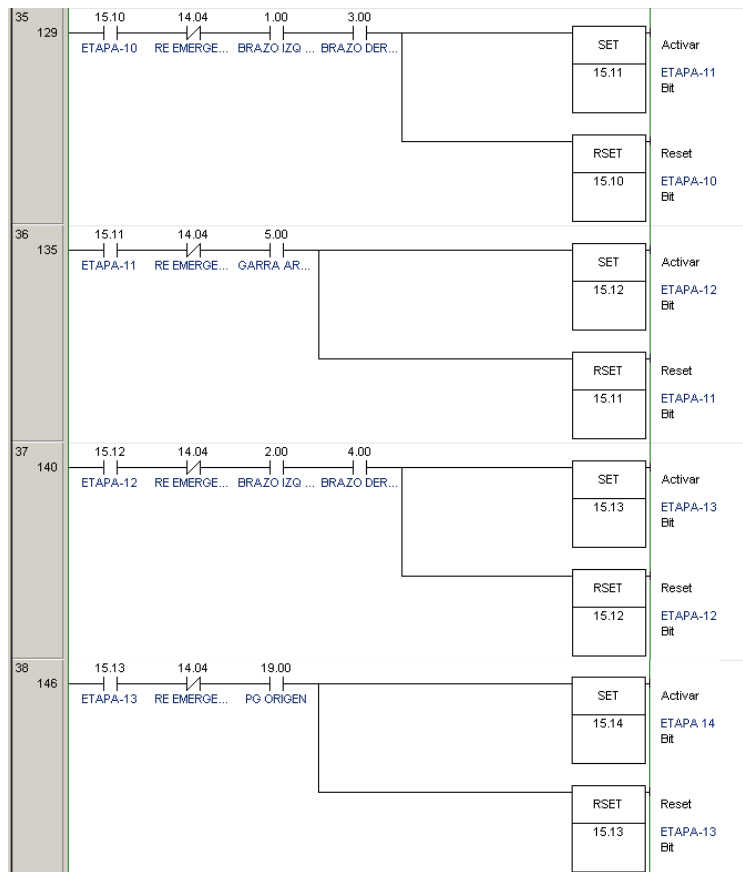 35 15.10 14.04 1.00 3.00
129 SET Activar
ETAPA-10 RE EMERGE... BRAZO IZQ ... BRAZO DER...
15.11 ETAPA-11
Bit
RSET Reset
15.10 ETAPA-10
Bit
36 15.11 14.04 5.00
135 SET Activar
ETAPA-11 RE EMERGE... GARRA AR...
15.12 ETAPA-12
Bit
RSET Reset
15.11 ETAPA-11
Bit
37 15.12 14.04 2.00 4.00
140 SET Activar
ETAPA-12 RE EMERGE... BRAZO IZQ ... BRAZO DER...
15.13 ETAPA-13
Bit
RSET Reset
15.12 ETAPA-12
Bit
38 15.13 14.04 19.00
146 SET Activar
ETAPA-13 RE EMERGE... PG ORIGEN
15.14 ETAPA 14
Bit
RSET Reset
15.13 ETAPA-13
Bit